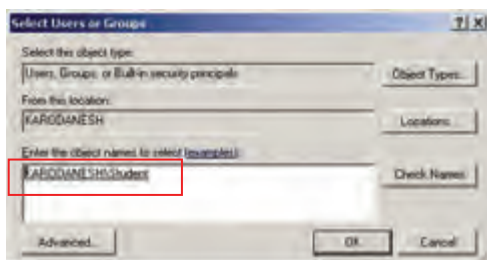 Select Users or Groups
Select this object type:
Users, Groups, or Built-in security principals
Object Types...
From this location:
KARODANESH
Locations...
Enter the object names to select (examples):
KARODANESH\Student
Check Names
Advanced...
OK
Cancel